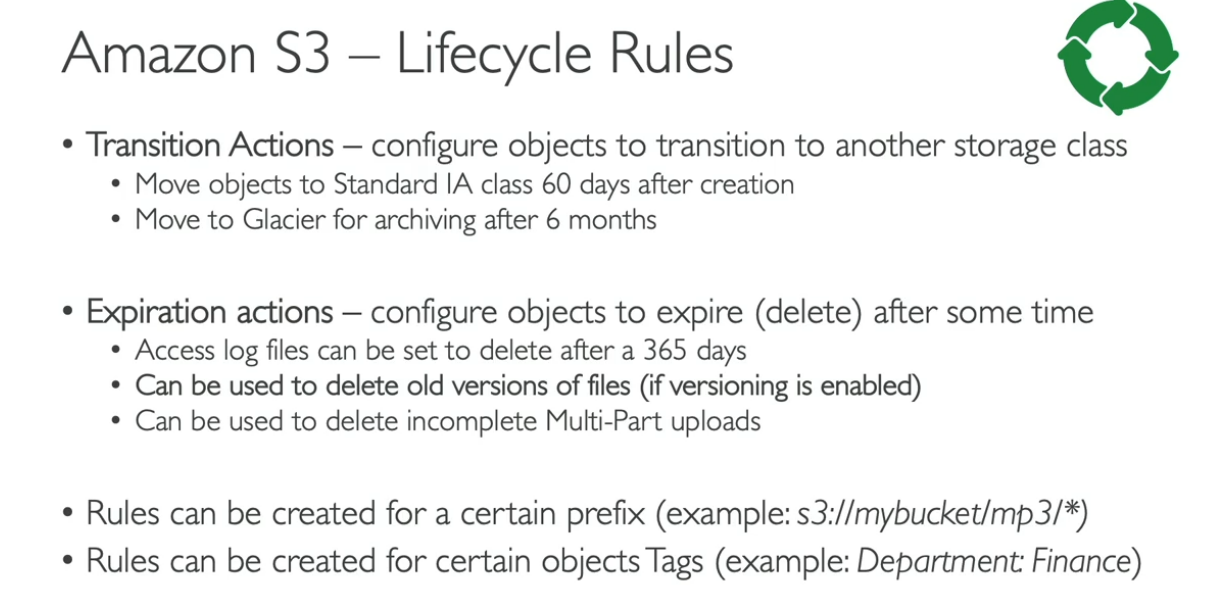 Amazon S3 – Lifecycle Rules
• Transition Actions – configure objects to transition to another storage class
• Move objects to Standard IA class 60 days after creation
• Move to Glacier for archiving after 6 months
• Expiration actions – configure objects to expire (delete) after some time
• Access log files can be set to delete after a 365 days
• Can be used to delete old versions of files (if versioning is enabled)
• Can be used to delete incomplete Multi-Part uploads
• Rules can be created for a certain prefix (example: s3://mybucket/mp3/*)
• Rules can be created for certain objects Tags (example: Department: Finance)